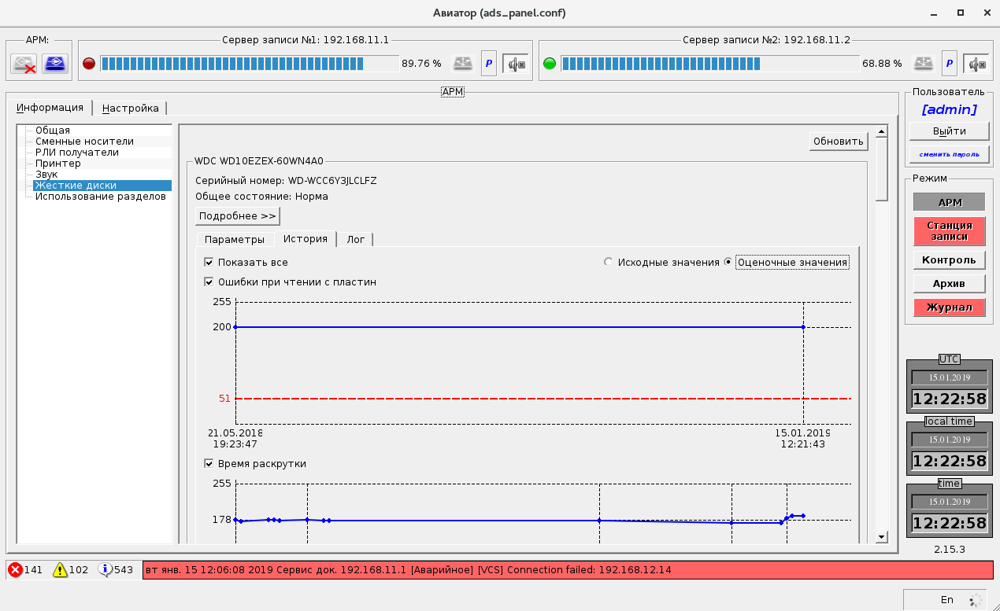 Авиатор (ads_panel.conf)
АРМ:
Сервер записи №1: 192.168.11.1
89.76 %
P
Сервер записи №2: 192.168.11.2
68.88 %
P
АРМ
Информация
Настройка
Общая
Сменные носители
РЛИ получатели
Принтер
Звук
Жесткие диски
Использование разделов
Обновить
WDC WD10EZEX-60WN4A0
Серийный номер: WD-WCC6Y3JLCLFZ
Общее состояние: Норма
Подробнее >>
Параметры
История
Лог
Показать все
Исходные значения
Оценочные значения
Ошибки при чтении с пластин
255
200
51
21.05.2018
19:23:47
15.01.2019
12:21:43
Время раскрутки
255
178
Пользователь
[admin]
Выйти
сменить пароль
Режим
АРМ
Станция
записи
Контроль
Архив
Журнал
UTC
15.01.2019
12:22:58
local time
15.01.2019
12:22:58
time
15.01.2019
12:22:58
2.15.3
141
102
543
вт янв. 15 12:06:08 2019 Сервис док. 192.168.11.1 [Аварийное] [VCS] Connection failed: 192.168.12.14
En